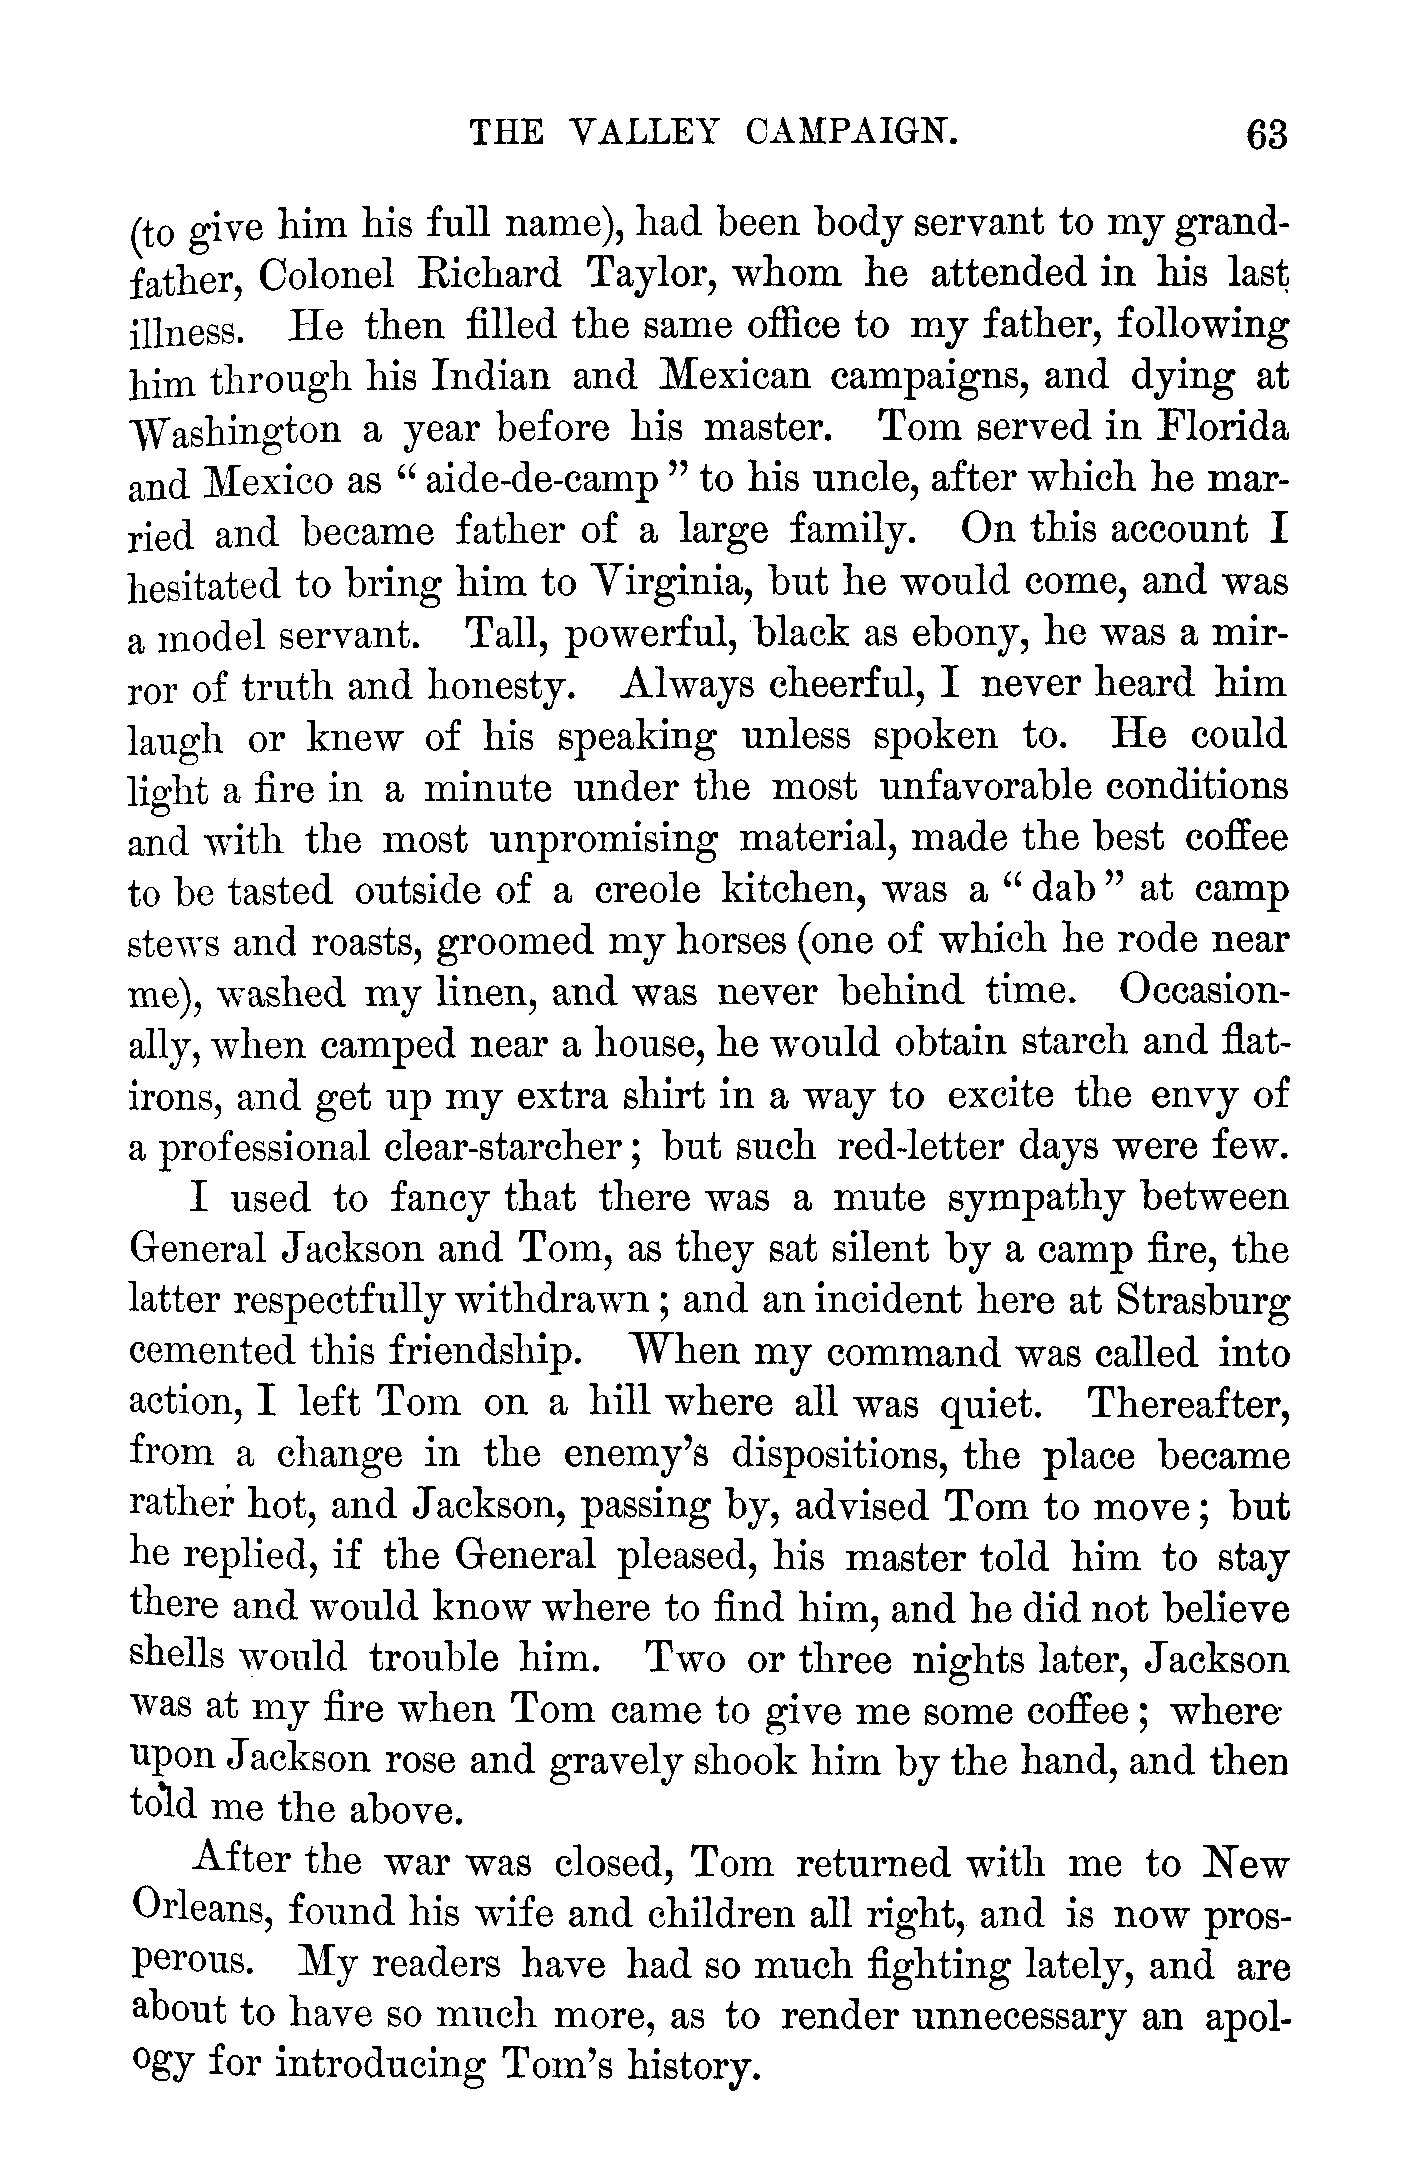 THE VALLEY CAMPAIGN. 63
(to give him his full name), had been body servant to my grand-
father, Colonel Richard Taylor, whom he attended in his last
illness. He then filled the same office to my father, following
him through his Indian and Mexican campaigns, and dying at
Washington a year before his master. Tom served in Florida
and Mexico as “ aide-de-camp ” to his uncle, after which he mar-
ried and became father of a large family. On this account I
hesitated to bring him to Virginia, but he would come, and was
a model servant. Tall, powerful, black as ebony, he was a mir-
ror of truth and honesty. Always cheerful, I never heard him
laugh or knew of his speaking unless spoken to. He could
light a fire in a minute under the most unfavorable conditions
and with the most unpromising material, made the best coffee
to be tasted outside of a creole kitchen, was a “ dab ” at camp
stews and roasts, groomed my horses (one of which he rode near
me), washed my linen, and was never behind time. Occasion-
ally, when camped near a house, he would obtain starch and flat-
irons, and get up my extra shirt in a way to excite the envy of
a professional clear-starcher ; but such red-letter days were few.
I used to fancy that there was a mute sympathy between
General Jackson and Tom, as they sat silent by a camp fire, the
latter respectfully withdrawn ; and an incident here at Strasburg
cemented this friendship. When my command was called into
action, I left Tom on a hill where all was quiet. Thereafter,
from a change in the enemy’s dispositions, the place became
rather hot, and Jackson, passing by, advised Tom to move ; but
he replied, if the General pleased, his master told him to stay
there and would know where to find him, and he did not believe
shells would trouble him. Two or three nights later, Jackson
was at my fire when Tom came to give me some coffee ; where-
upon Jackson rose and gravely shook him by the hand, and then
told me the above.
After the war was closed, Tom returned with me to New
Orleans, found his wife and children all right, and is now pros-
perous. My readers have had so much fighting lately, and are
about to have so much more, as to render unnecessary an apol-
ogy for introducing Tom’s history.